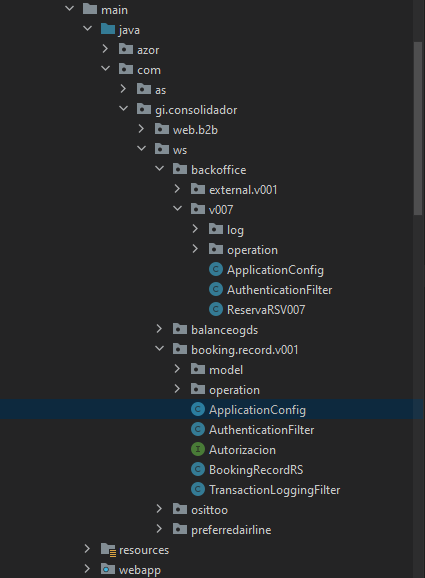 main
java
azor
com
as
gi.consolidador
web.b2b
ws
backoffice
external.v001
v007
log
operation
ApplicationConfig
AuthenticationFilter
ReservaRSV007
balanceogds
booking.record.v001
model
operation
ApplicationConfig
AuthenticationFilter
Autorizacion
BookingRecordRS
TransactionLoggingFilter
osittoo
preferredairline
resources
webapp